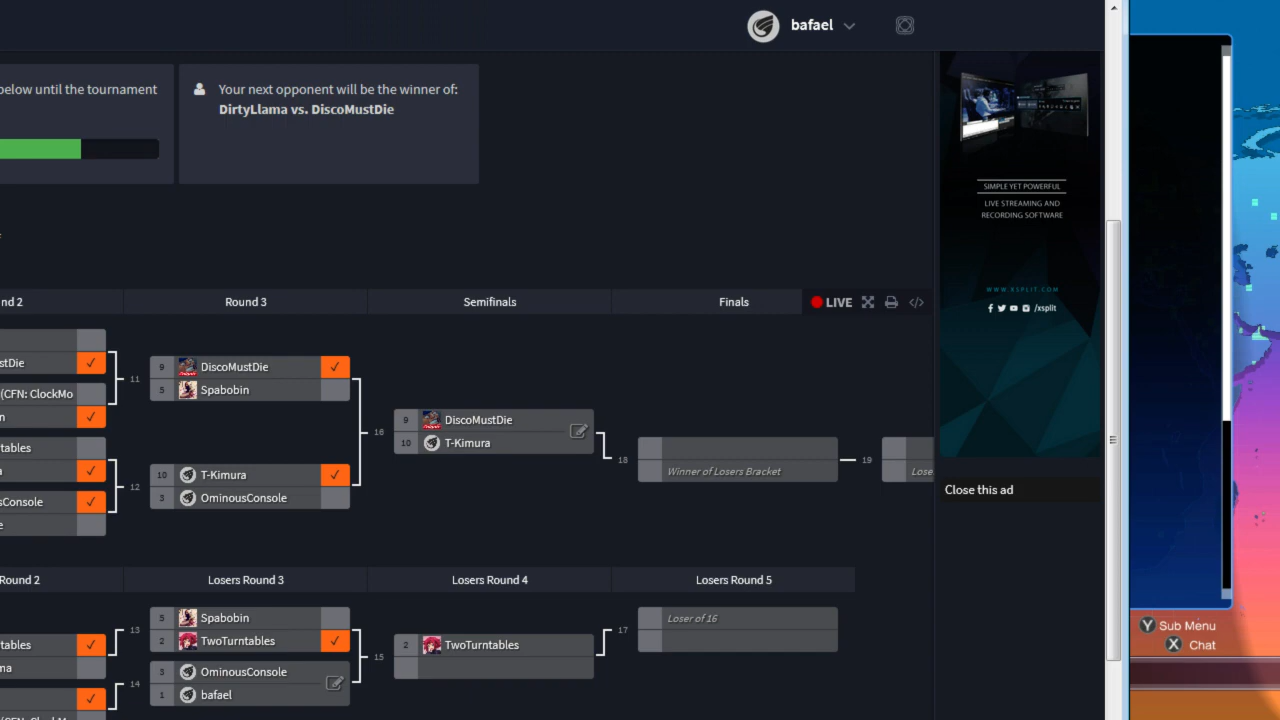 bafael
below until the tournament
Your next opponent will be the winner of:
DirtyLlama vs. DiscoMustDie
SIMPLE YET POWERFUL
LIVE STREAMING AND
RECORDING SOFTWARE
WWW.XSPLIT.COM
/xsplit
Close this ad
nd 2
Round 3
Semifinals
Finals
LIVE
stDie
(CFN: ClockMo
n
tables
a
sConsole
e
11
12
9 DiscoMustDie
5 Spabobin
10 T-Kimura
3 OminousConsole
16
9 DiscoMustDie
10 T-Kimura
18
Winner of Losers Bracket
19
Lose
Round 2
Losers Round 3
Losers Round 4
Losers Round 5
tables
ma
13
14
5 Spabobin
2 TwoTurntables
3 OminousConsole
1 bafael
15
2 TwoTurntables
17
Loser of 16
Y Sub Menu
X Chat